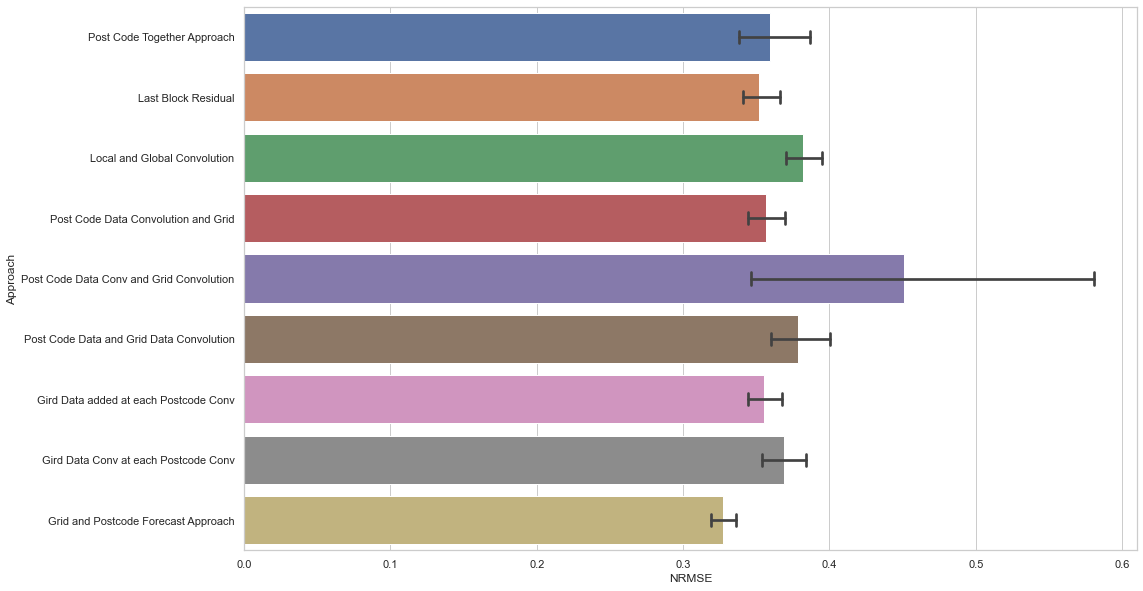 Approach
Post Code Together Approach
Last Block Residual
Local and Global Convolution
Post Code Data Convolution and Grid
Post Code Data Conv and Grid Convolution
Post Code Data and Grid Data Convolution
Gird Data added at each Postcode Conv
Gird Data Conv at each Postcode Conv
Grid and Postcode Forecast Approach
0.0 0.1 0.2 0.3 0.4 0.5 0.6
NRMSE